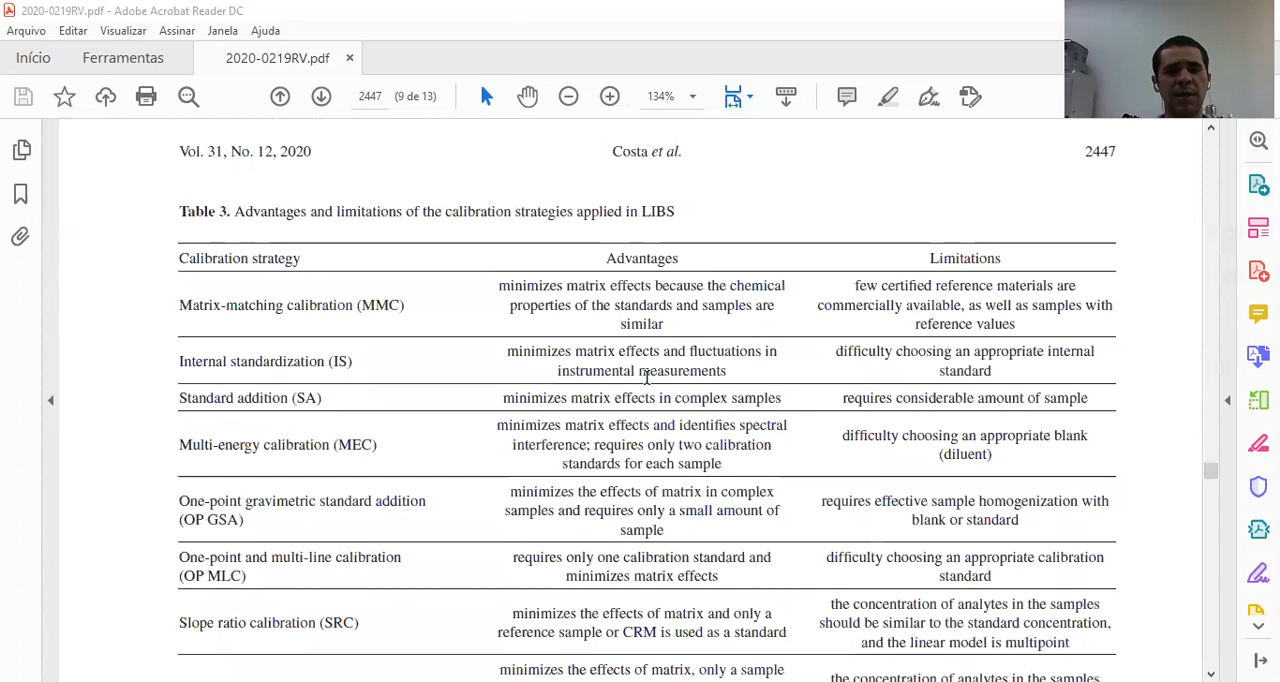 2020-0219RV.pdf - Adobe Acrobat Reader DC
Arquivo Editar Visualizar Assinar Janela Ajuda
Início Ferramentas 2020-0219RV.pdf ×
2447 (9 de 13) 134%
Vol. 31, No. 12, 2020 Costa et al. 2447
Table 3. Advantages and limitations of the calibration strategies applied in LIBS
Calibration strategy Advantages Limitations
Matrix-matching calibration (MMC)
minimizes matrix effects because the chemical
properties of the standards and samples are
similar
few certified reference materials are
commercially available, as well as samples with
reference values
Internal standardization (IS)
minimizes matrix effects and fluctuations in
instrumental measurements
difficulty choosing an appropriate internal
standard
Standard addition (SA)
minimizes matrix effects in complex samples
requires considerable amount of sample
Multi-energy calibration (MEC)
minimizes matrix effects and identifies spectral
interference; requires only two calibration
standards for each sample
difficulty choosing an appropriate blank
(diluent)
One-point gravimetric standard addition
(OP GSA)
minimizes the effects of matrix in complex
samples and requires only a small amount of
sample
requires effective sample homogenization with
blank or standard
One-point and multi-line calibration
(OP MLC)
requires only one calibration standard and
minimizes matrix effects
difficulty choosing an appropriate calibration
standard
Slope ratio calibration (SRC)
minimizes the effects of matrix and only a
reference sample or CRM is used as a standard
the concentration of analytes in the samples
should be similar to the standard concentration,
and the linear model is multipoint
minimizes the effects of matrix, only a sample
the concentration of analytes in the samples